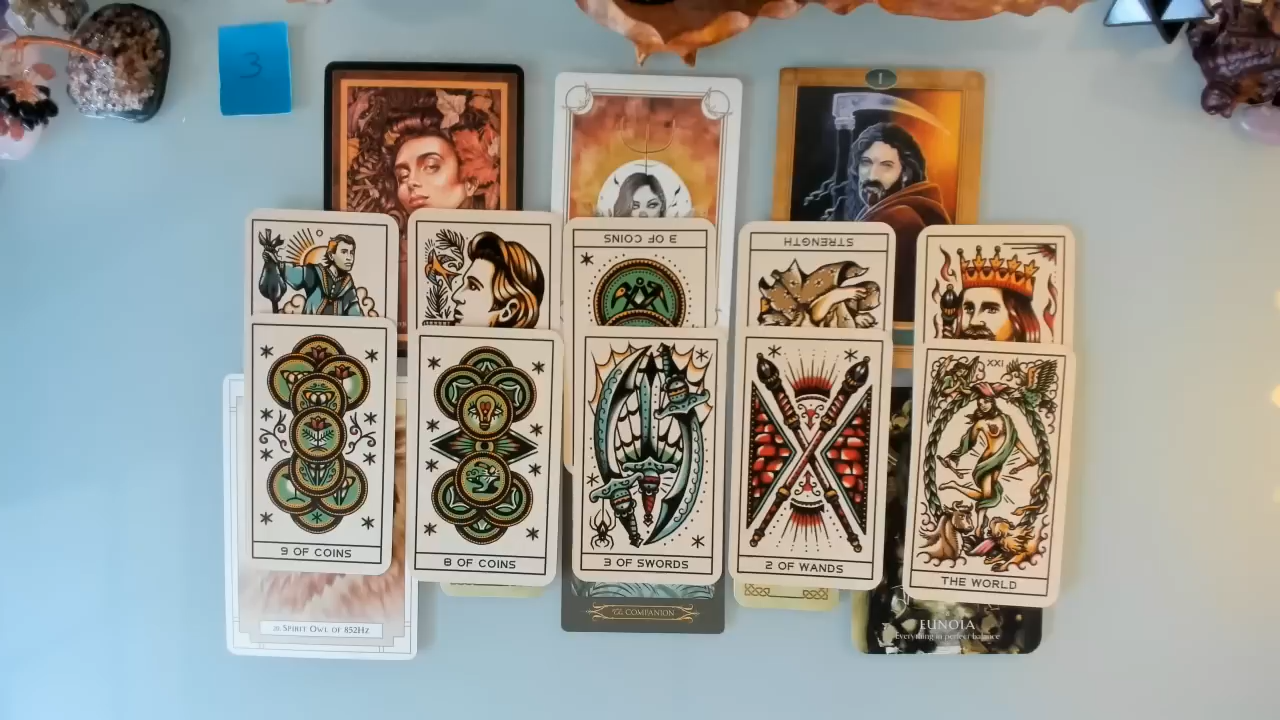 3
I
3 OF COINS
STRENGTH
XXI
9 OF COINS
8 OF COINS
3 OF SWORDS
2 OF WANDS
THE WORLD
The COMPANION
20. SPIRIT OWL OF 852HZ
EUNOIA
Everything in perfect balance